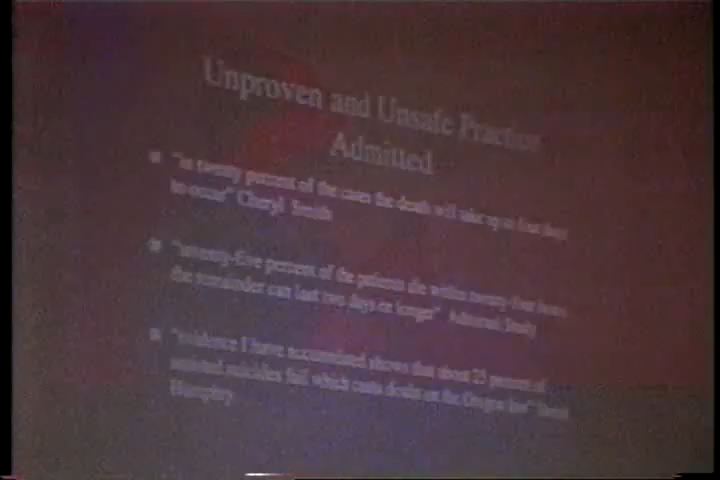 Unproven and Unsafe Practice
Admitted
"in twenty percent of the cases the death will take up to four days
to occur" Cheryl Smith
"seventy-five percent of the patients die within twenty-four hours
the remainder can last two days or longer" Admiraal Study
"evidence I have accumulated shows that about 25 percent of
assisted suicides fail which casts doubt on the Oregon law"
Humphry